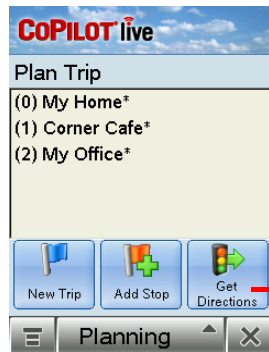 CoPilot live
Plan Trip
(0) My Home*
(1) Corner Cafe*
(2) My Office*
New Trip
Add Stop
Get
Directions
Planning